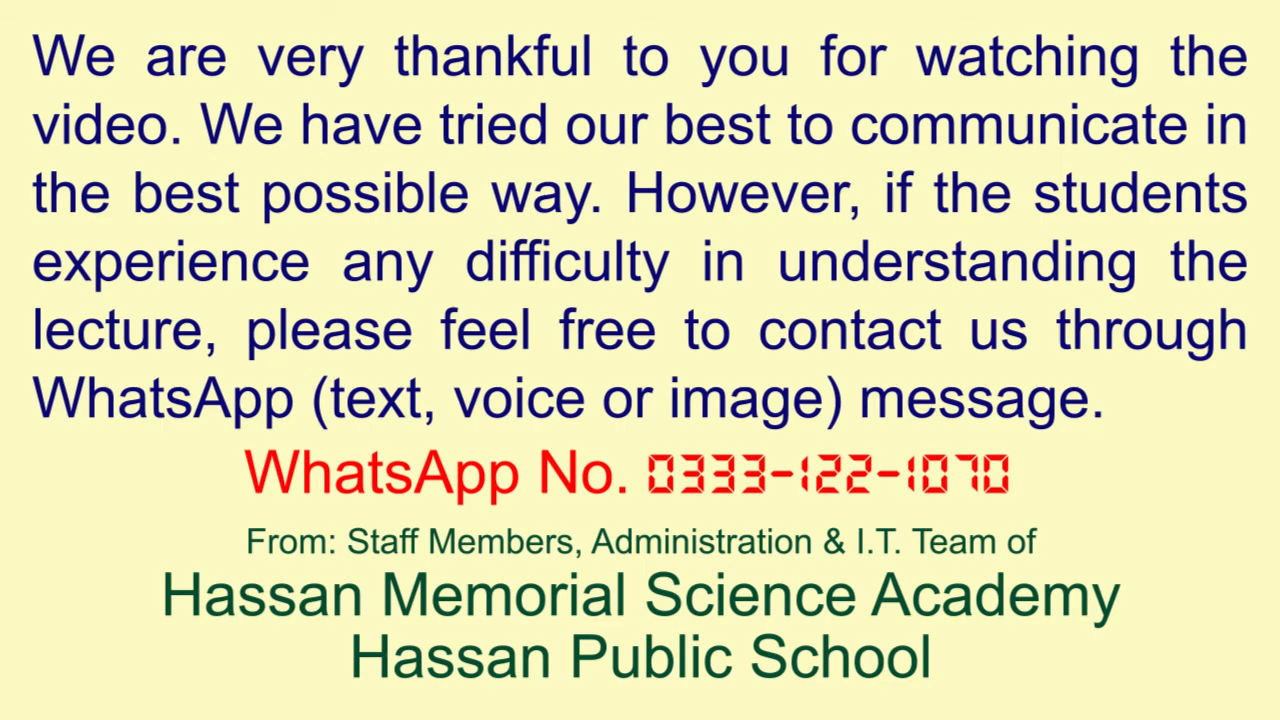 We are very thankful to you for watching the
video. We have tried our best to communicate in
the best possible way. However, if the students
experience any difficulty in understanding the
lecture, please feel free to contact us through
WhatsApp (text, voice or image) message.
WhatsApp No. 0333-122-1070
From: Staff Members, Administration & I.T. Team of
Hassan Memorial Science Academy
Hassan Public School